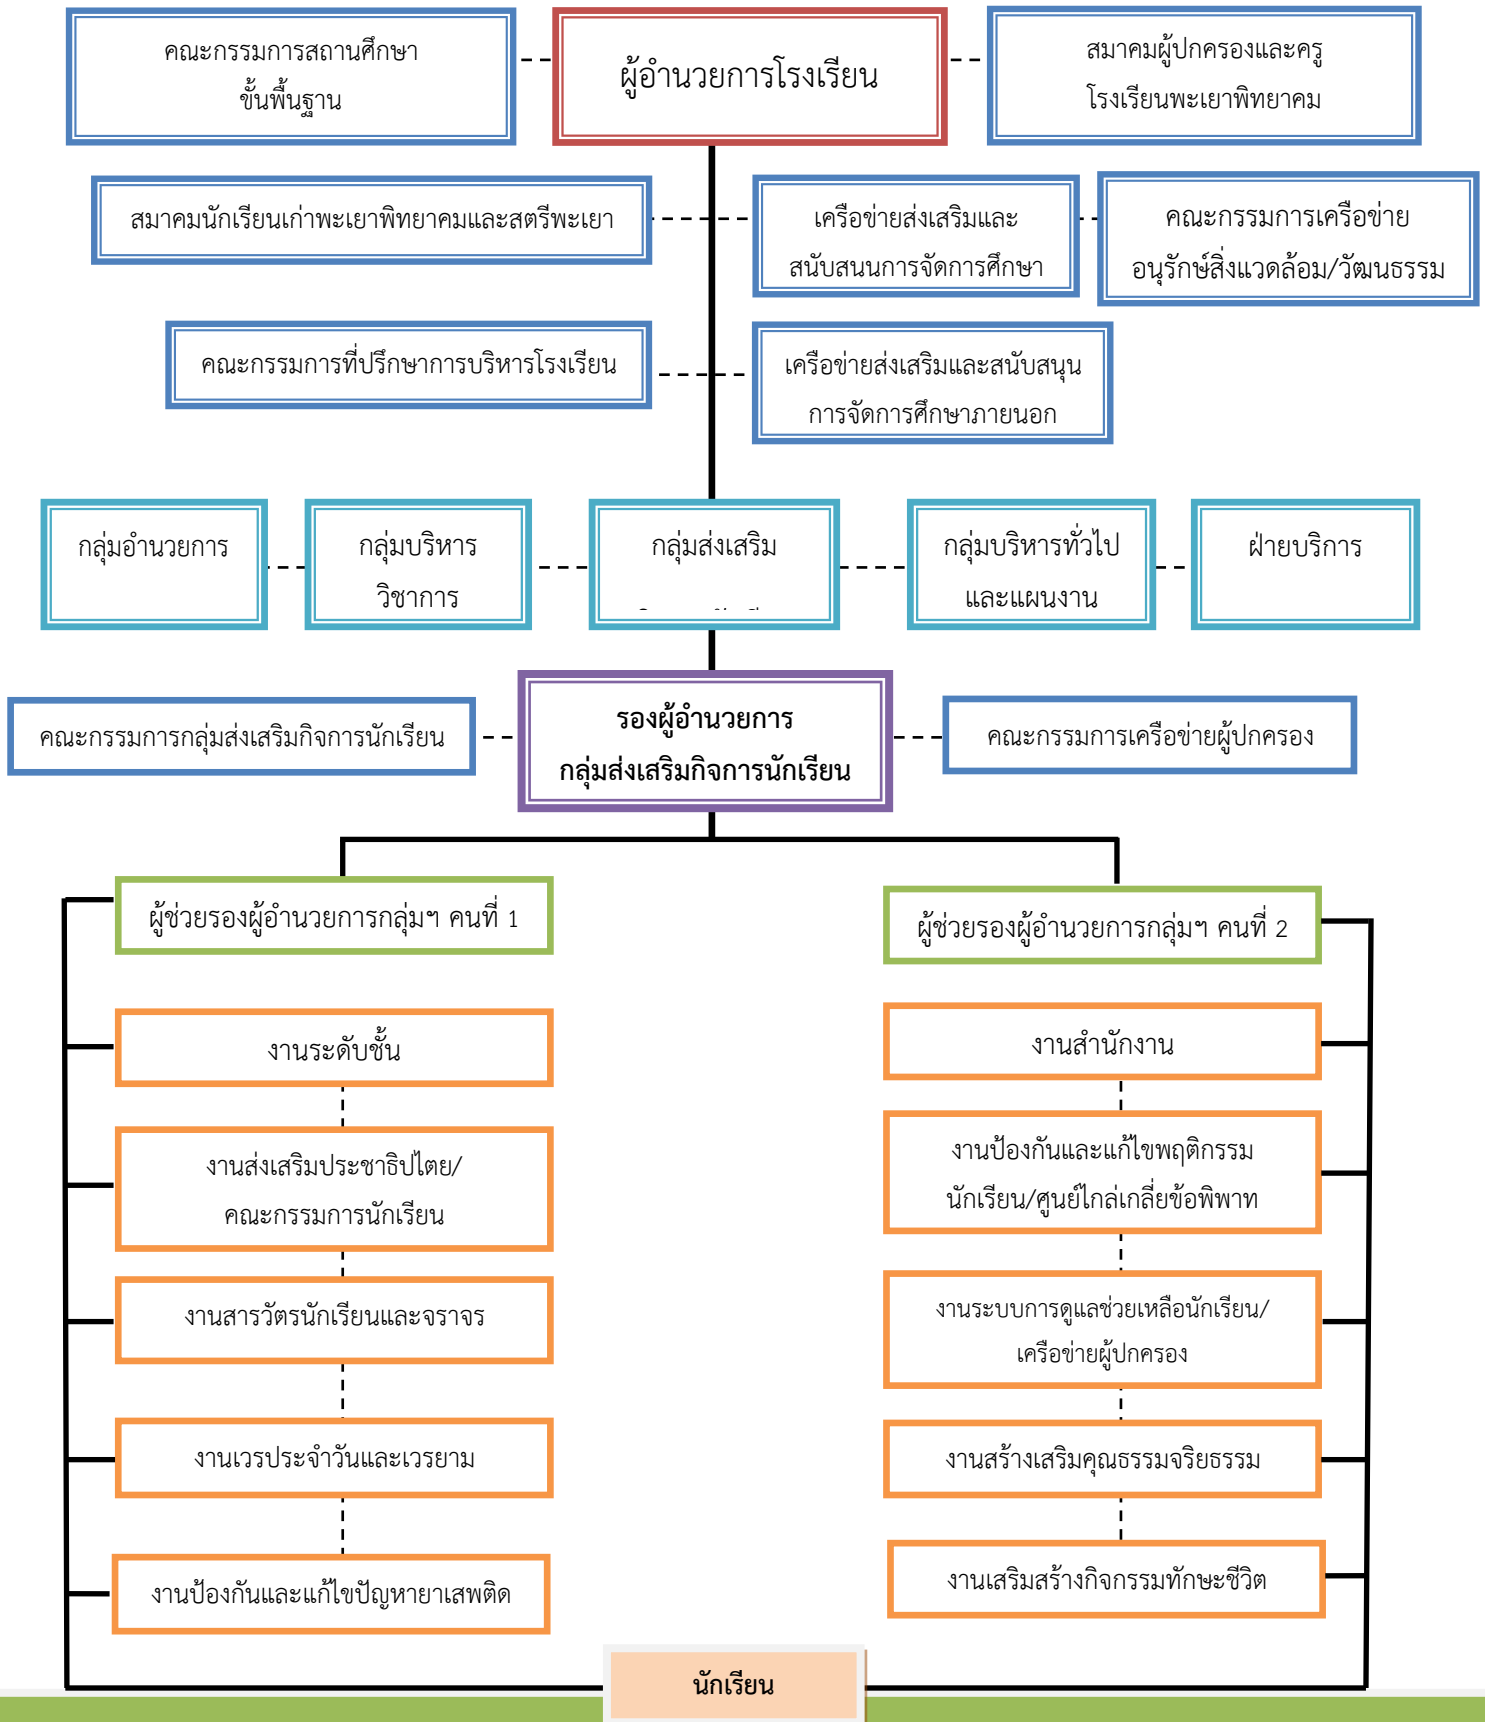 คณะกรรมการสถานศึกษา
ขั้นพื้นฐาน
ผู้อำนวยการโรงเรียน
สมาคมผู้ปกครองและครู
โรงเรียนพะเยาพิทยาคม
สมาคมนักเรียนเก่าพะเยาพิทยาคมและสตรีพะเยา
เครือข่ายส่งเสริมและ
สนับสนนการจัดการศึกษา
คณะกรรมการเครือข่าย
อนุรักษ์สิ่งแวดล้อม/วัฒนธรรม
คณะกรรมการที่ปรึกษาการบริหารโรงเรียน
เครือข่ายส่งเสริมและสนับสนุน
การจัดการศึกษาภายนอก
กลุ่มอำนวยการ
กลุ่มบริหาร
วิชาการ
กลุ่มส่งเสริม
กลุ่มบริหารทั่วไป
และแผนงาน
ฝ่ายบริการ
คณะกรรมการกลุ่มส่งเสริมกิจการนักเรียน
รองผู้อำนวยการ
กลุ่มส่งเสริมกิจการนักเรียน
คณะกรรมการเครือข่ายผู้ปกครอง
ผู้ช่วยรองผู้อำนวยการกลุ่มฯ คนที่ 1
งานระดับชั้น
งานส่งเสริมประชาธิปไตย/
คณะกรรมการนักเรียน
งานสารวัตรนักเรียนและจราจร
งานเวรประจำวันและเวรยาม
งานป้องกันและแก้ไขปัญหายาเสพติด
ผู้ช่วยรองผู้อำนวยการกลุ่มฯ คนที่ 2
งานสำนักงาน
งานป้องกันและแก้ไขพฤติกรรม
นักเรียน/ศูนย์ไกล่เกลี่ยข้อพิพาท
งานระบบการดูแลช่วยเหลือนักเรียน/
เครือข่ายผู้ปกครอง
งานสร้างเสริมคุณธรรมจริยธรรม
งานเสริมสร้างกิจกรรมทักษะชีวิต
นักเรียน